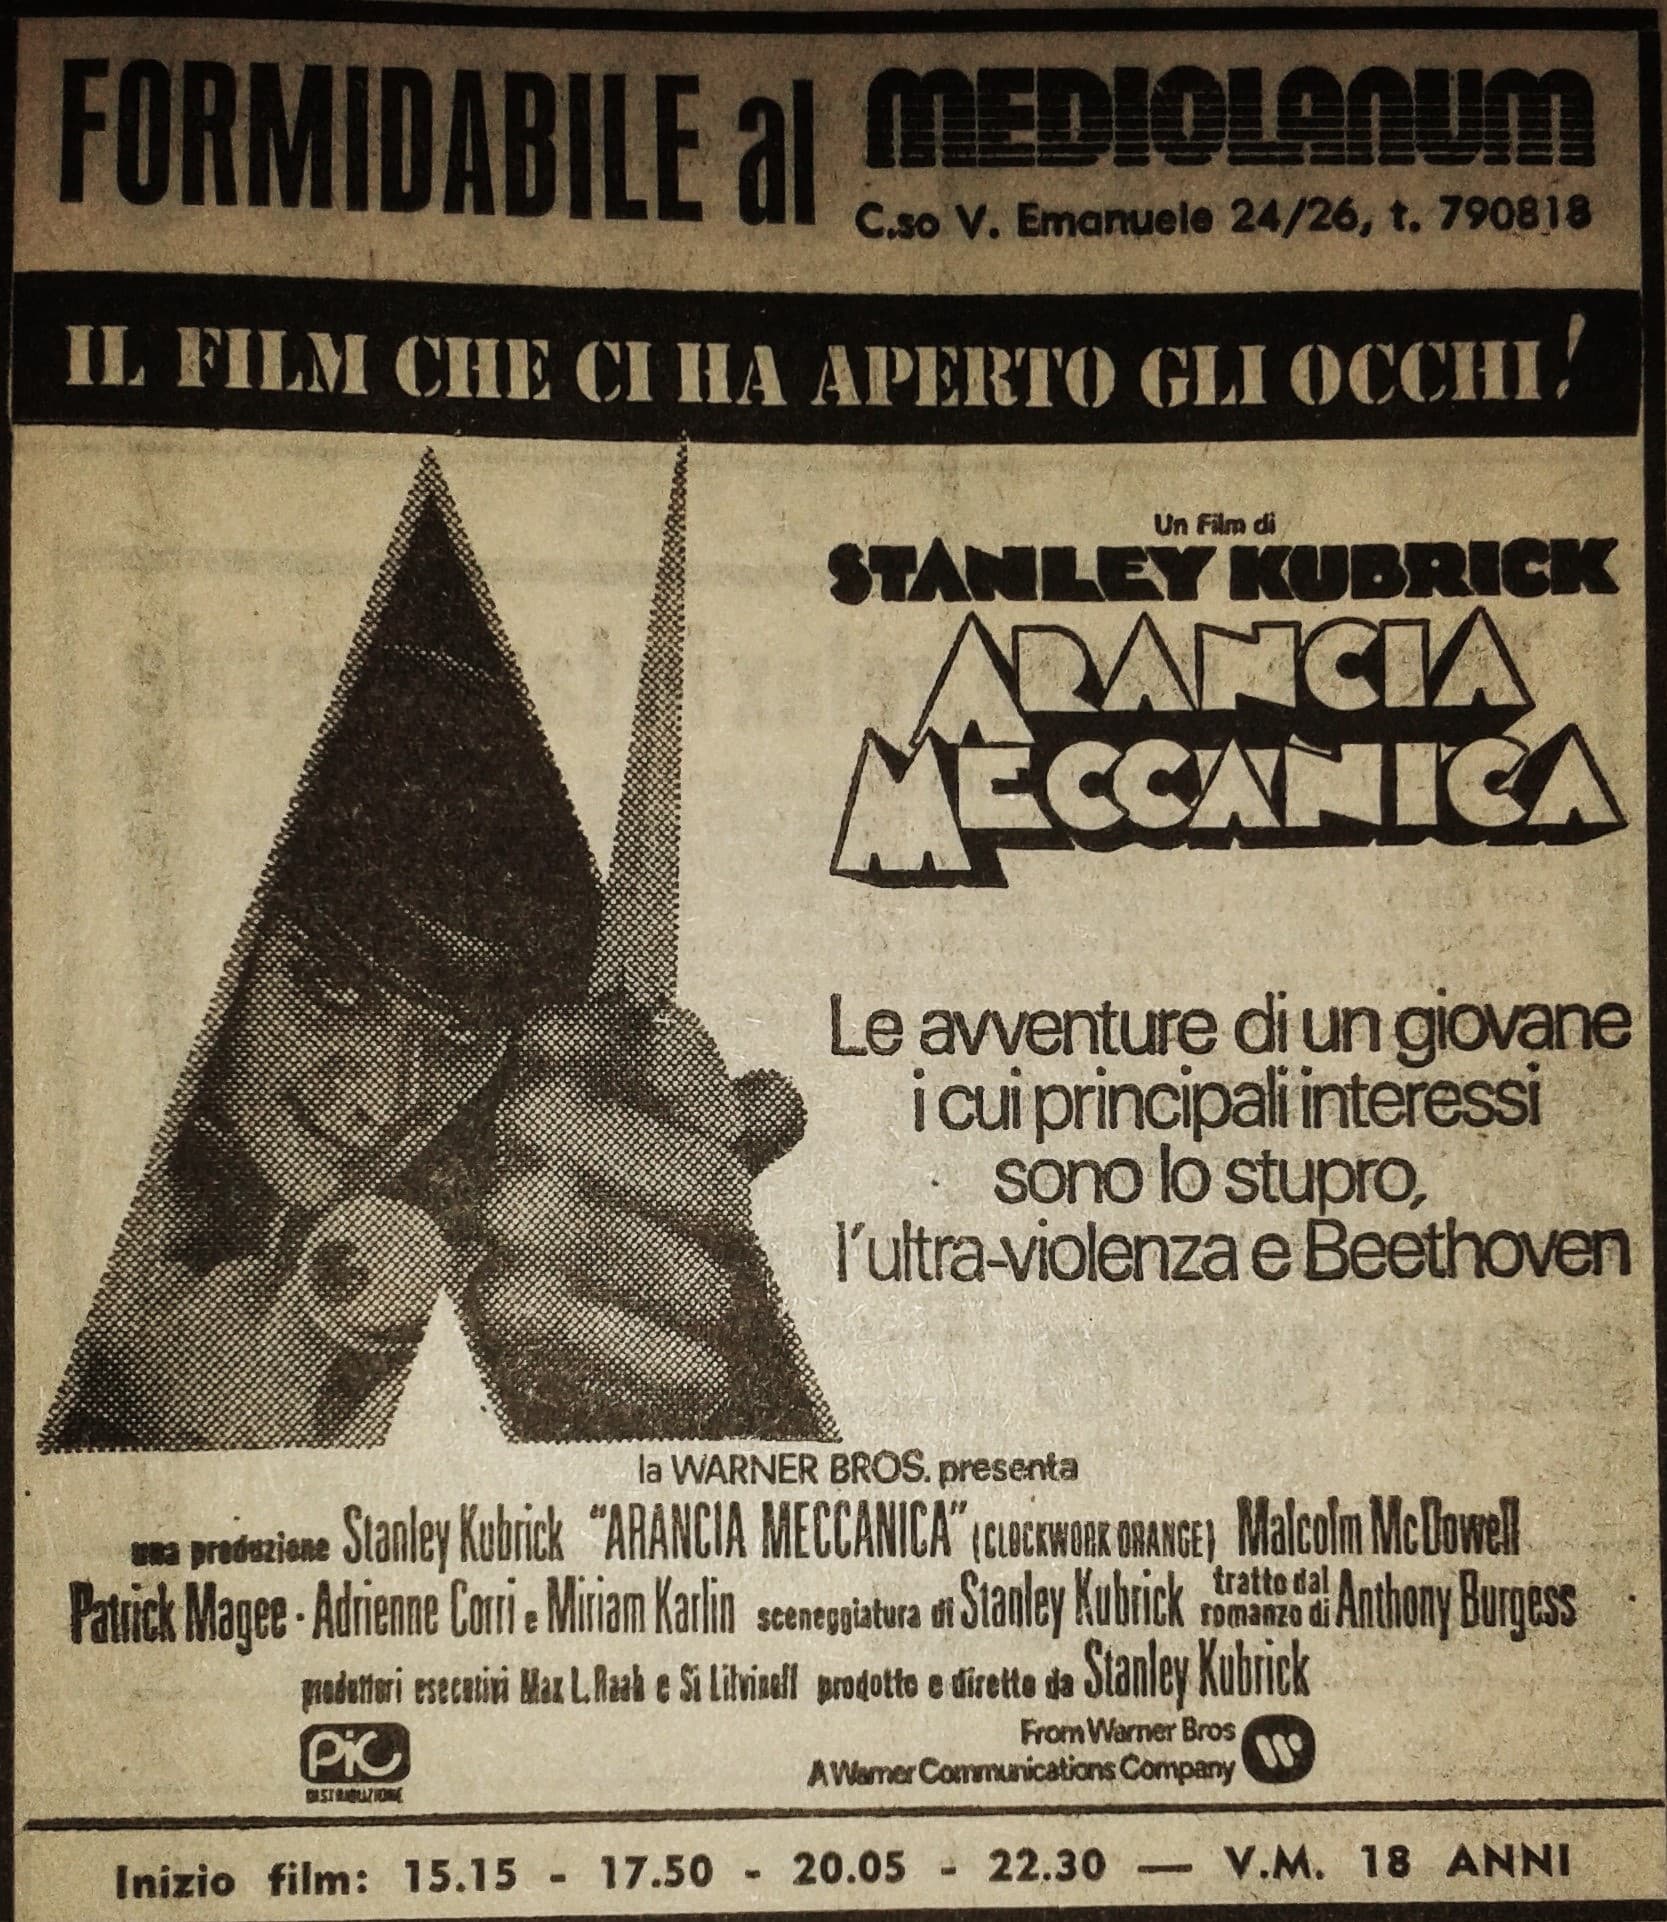 FORMIDABILE al MEDIOLANUM
C.so V. Emanuele 24/26, t. 790818
IL FILM CHE CI HA APERTO GLI OCCHI!
Un Film di
STANLEY KUBRICK
ARANCIA
MECCANICA
Le avventure di un giovane
i cui principali interessi
sono lo stupro,
l'ultra-violenza e Beethoven
la WARNER BROS. presenta
una produzione Stanley Kubrick "ARANCIA MECCANICA" (CLOCKWORK ORANGE) Malcolm McDowell
Patrick Magee - Adrienne Corri e Miriam Karlin sceneggiatura di Stanley Kubrick tratto dal romanzo di Anthony Burgess
produttori esecutivi Max L. Raab e Si Litvinoff prodotto e diretto da Stanley Kubrick
PIC
DISTRIBUZIONE
From Warner Bros
A Warner Communications Company
Inizio film: 15.15 - 17.50 - 20.05 - 22.30 — V.M. 18 ANNI